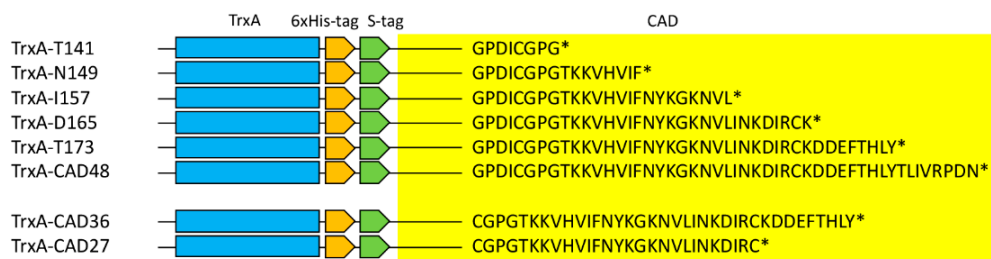 TrxA 6xHis-tag S-tag CAD
TrxA-T141 GPDICGPG*
TrxA-N149 GPDICGPGTKKVHVIF*
TrxA-I157 GPDICGPGTKKVHVIFNYKGKNVL*
TrxA-D165 GPDICGPGTKKVHVIFNYKGKNVLINKDIRCK*
TrxA-T173 GPDICGPGTKKVHVIFNYKGKNVLINKDIRCKDDEFTHLY*
TrxA-CAD48 GPDICGPGTKKVHVIFNYKGKNVLINKDIRCKDDEFTHLYTLIVRPDN*
TrxA-CAD36 CGPGTKKVHVIFNYKGKNVLINKDIRCKDDEFTHLY*
TrxA-CAD27 CGPGTKKVHVIFNYKGKNVLINKDIRC*